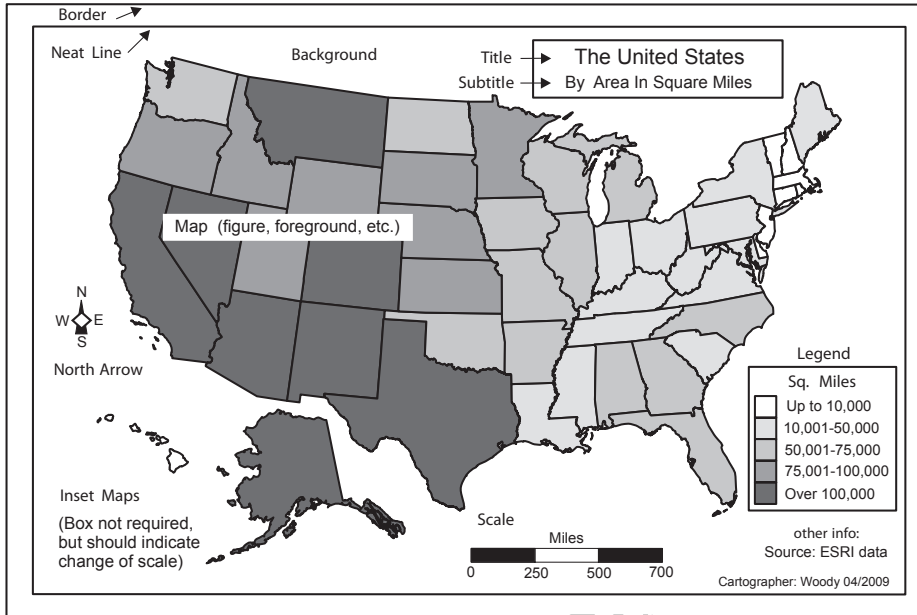 Border
Neat Line
Background
Title
The United States
Subtitle
By Area In Square Miles
Map (figure, foreground, etc.)
N
W E
S
North Arrow
Legend
Sq. Miles
Up to 10,000
10,001-50,000
50,001-75,000
75,001-100,000
Over 100,000
Inset Maps
(Box not required,
but should indicate
change of scale)
Scale
Miles
0 250 500 700
other info:
Source: ESRI data
Cartographer: Woody 04/2009